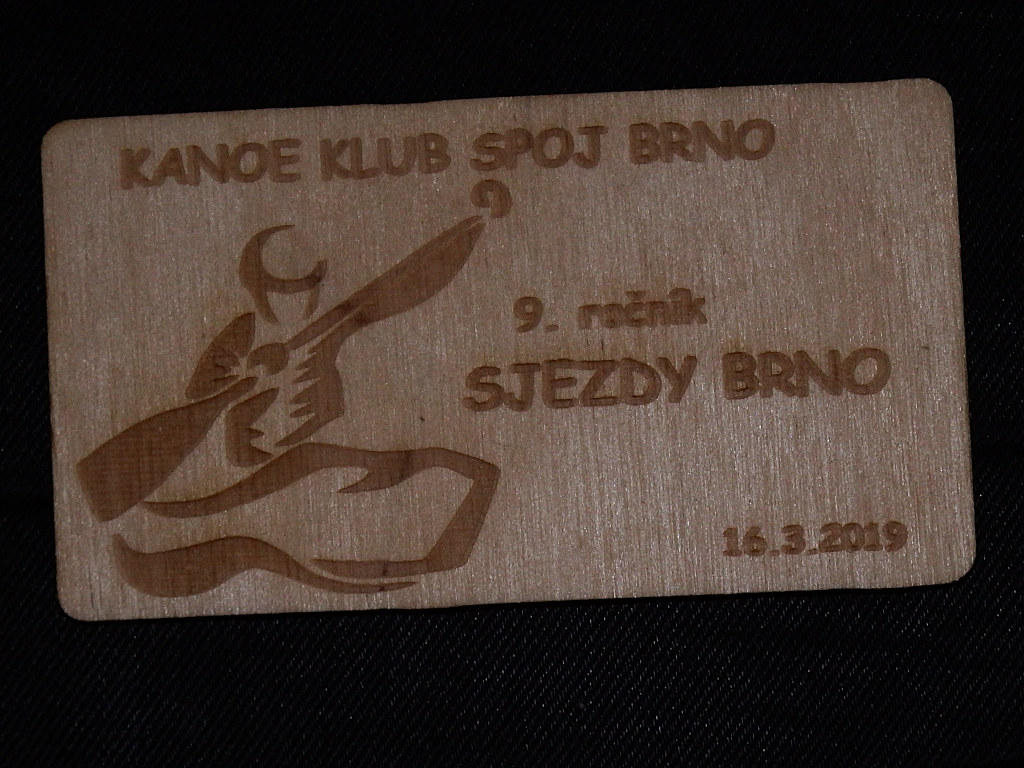 KANOE KLUB SPOJ BRNO
9. ročník
SJEZDY BRNO
16.3.2019